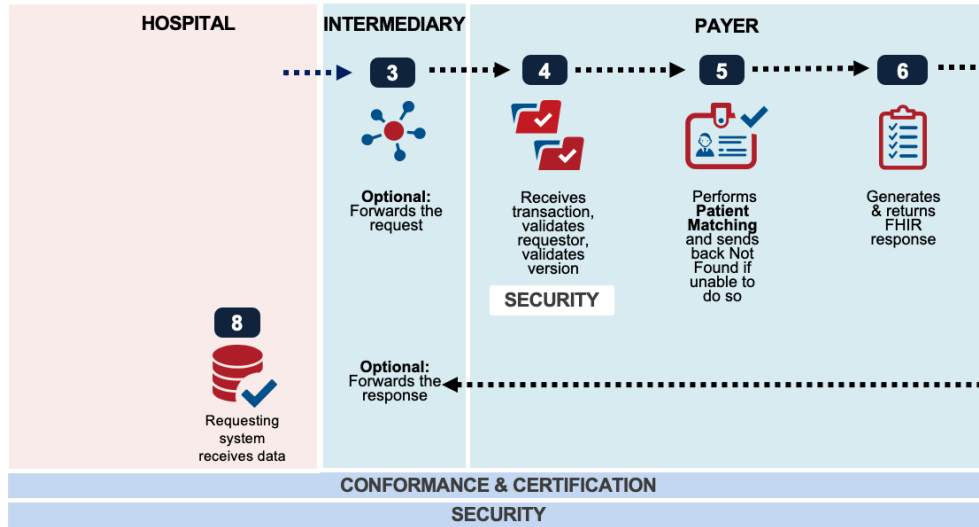 HOSPITAL
INTERMEDIARY
PAYER
3
4
5
6
Optional:
Forwards the
request
Receives
transaction,
validates
requestor,
validates
version
SECURITY
Performs
Patient
Matching
and sends
back Not
Found if
unable to
do so
Generates
& returns
FHIR
response
8
Requesting
system
receives data
Optional:
Forwards the
response
CONFORMANCE & CERTIFICATION
SECURITY